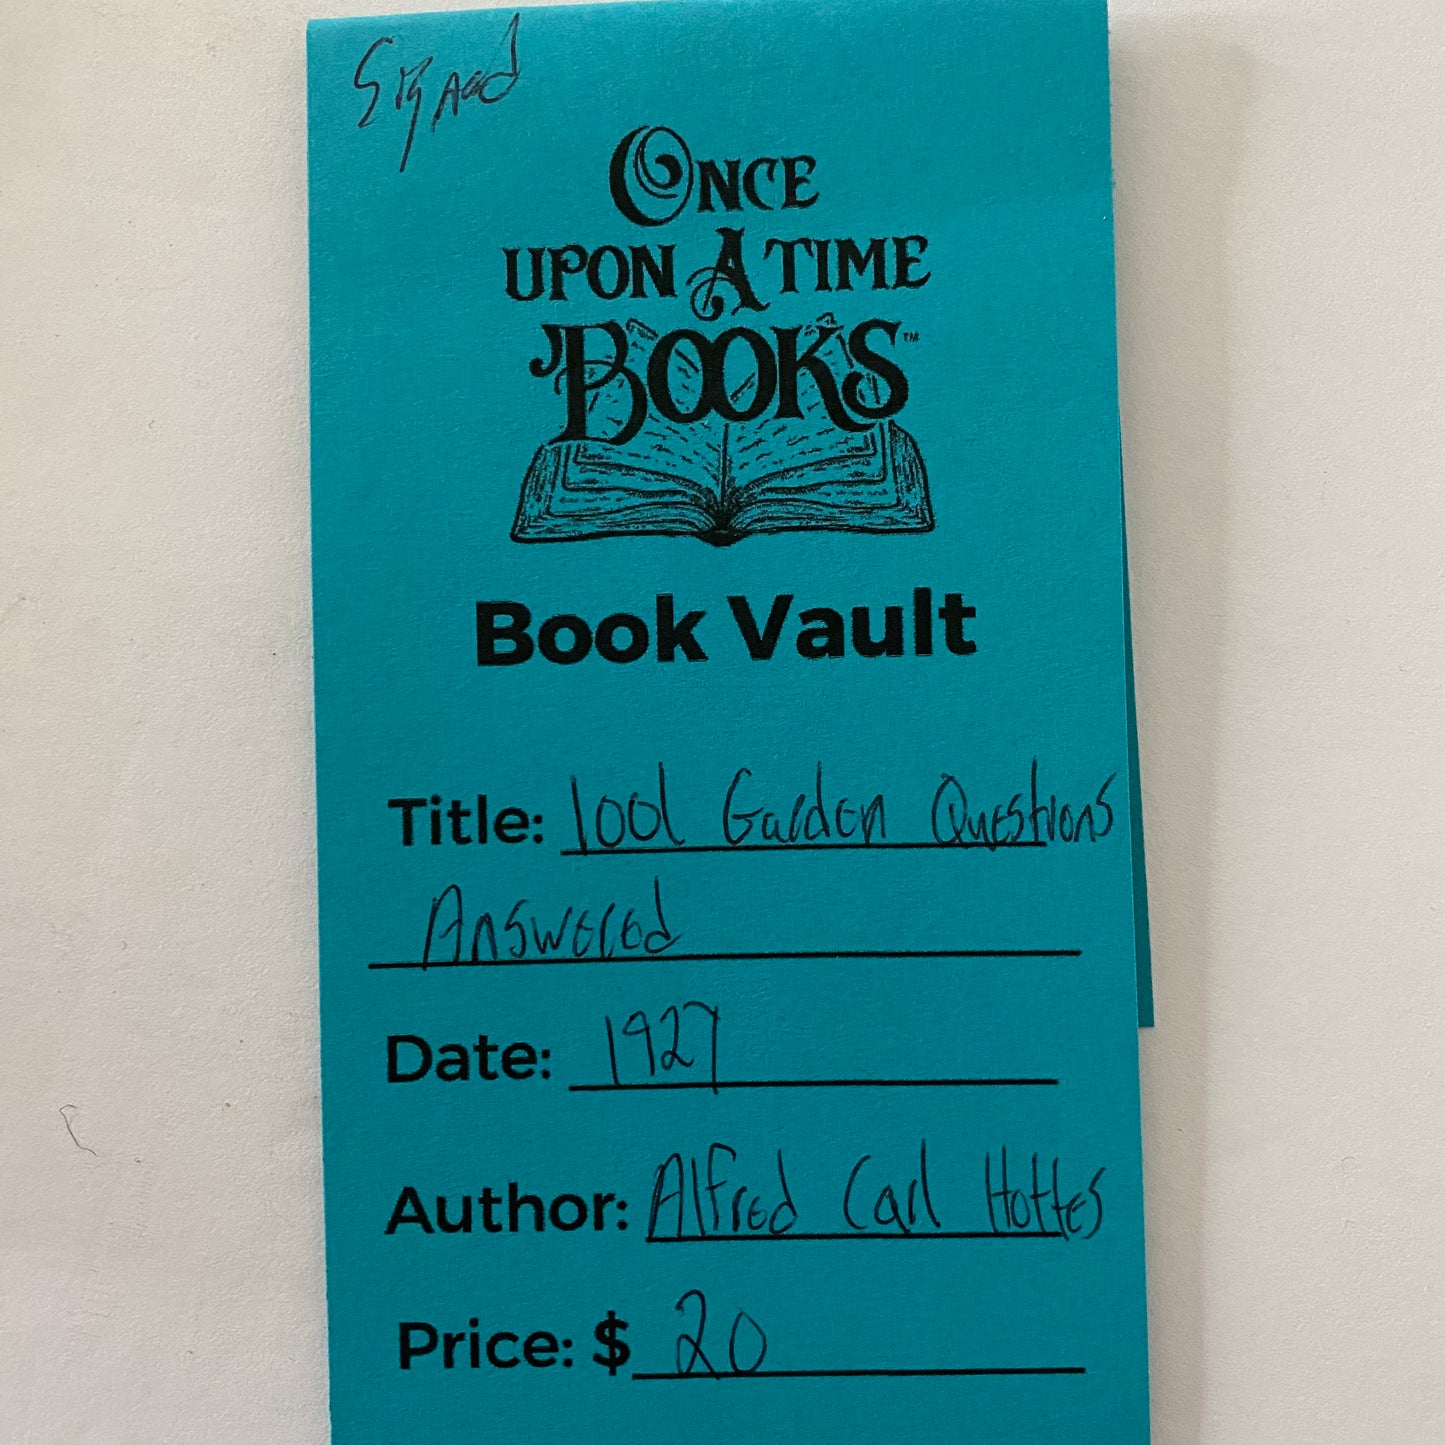 Signed
ONCE
UPON A TIME
BOOKS™
Book Vault
Title: 1001 Garden Questions
Answered
Date: 1927
Author: Alfred Carl Hottes
Price: $ 20